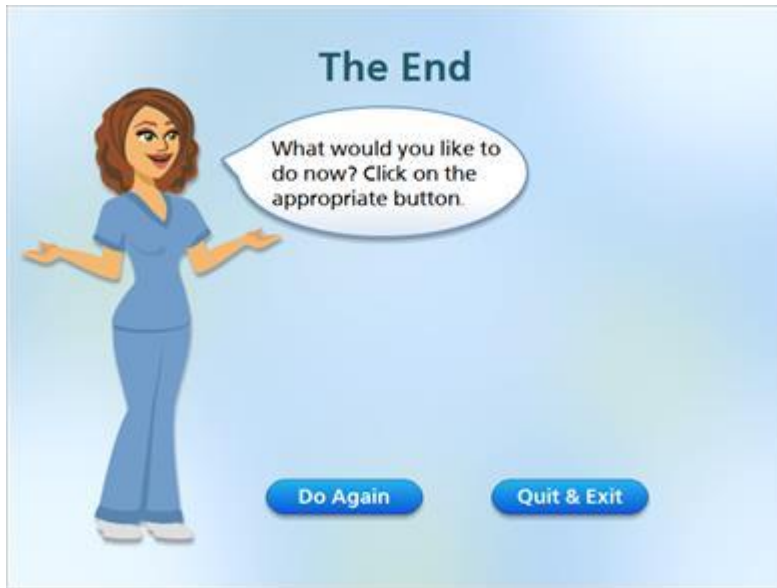 The End
What would you like to
do now? Click on the
appropriate button.
Do Again
Quit & Exit